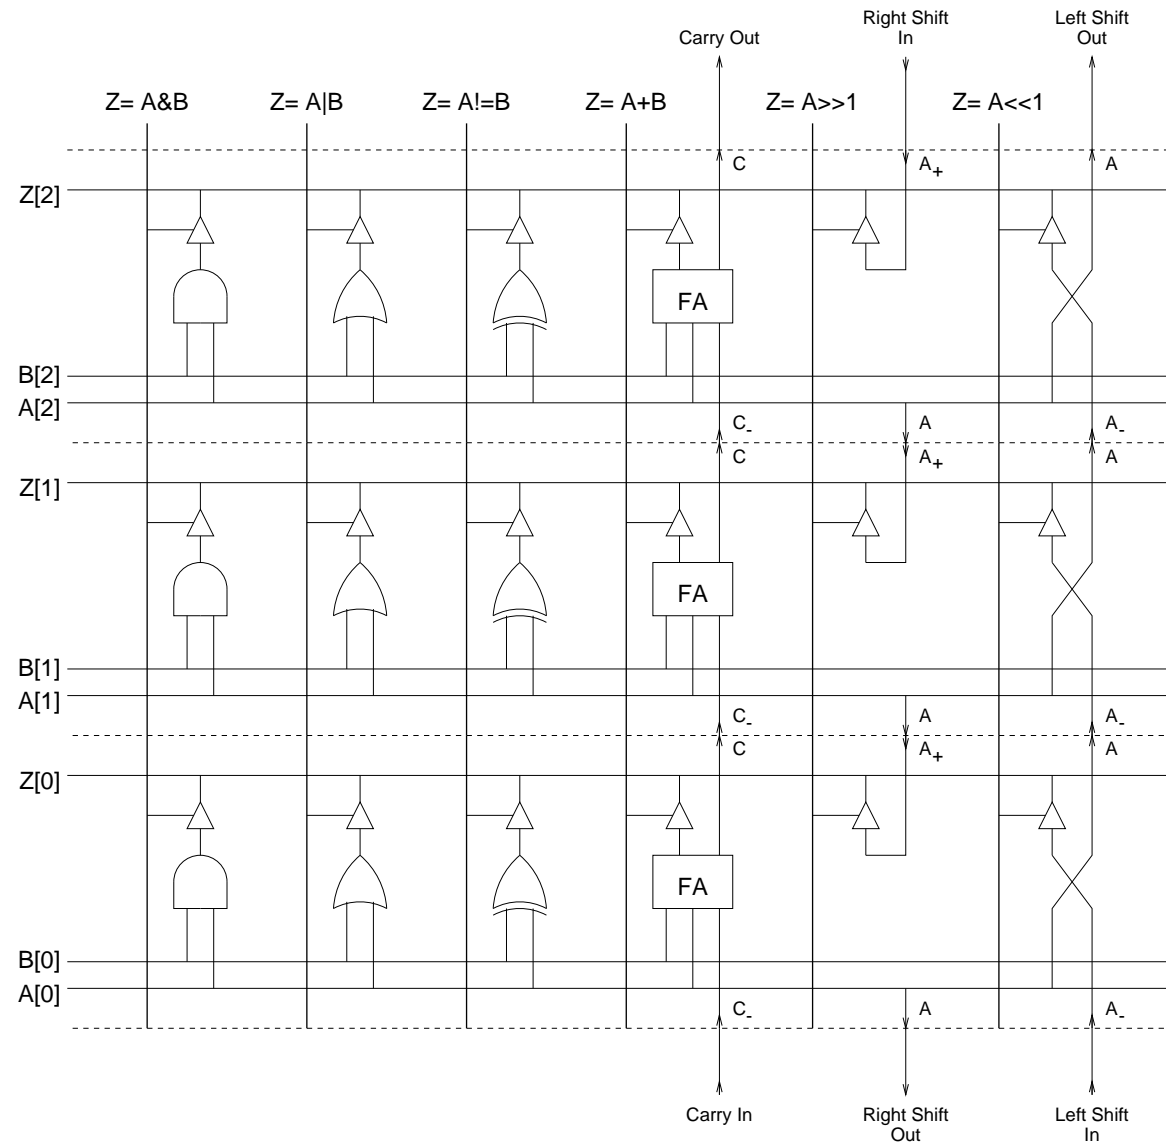 Right Shift
In
Left Shift
Out
Carry Out
Z= A&B
Z= A|B
Z= A!=B
Z= A+B
Z= A>>1
Z= A<<1
C
A+
A
Z[2]
FA
B[2]
A[2]
C-
A
A-
C
A+
A
Z[1]
FA
B[1]
A[1]
C-
A
A-
C
A+
A
Z[0]
FA
B[0]
A[0]
C-
A
A-
Carry In
Right Shift
Out
Left Shift
In